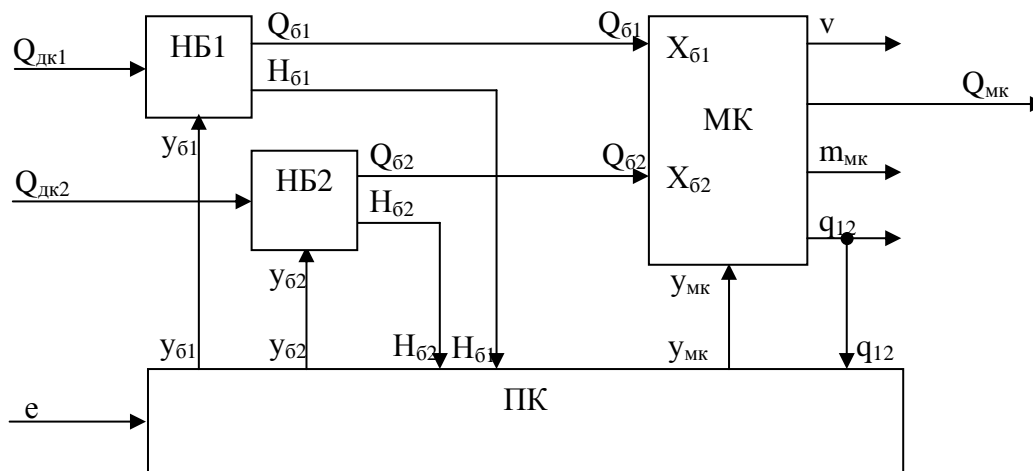 Qб1 Qб1 v
Qдк1 НБ1 Xб1
Hб1 Qмк
МК
yб1
Qб2 Qб2 mмк
Qдк2 НБ2 Xб2
Hб2
q12
yб2 yмк
yб1 yб2 Hб2 Hб1 yмк q12
ПК
e